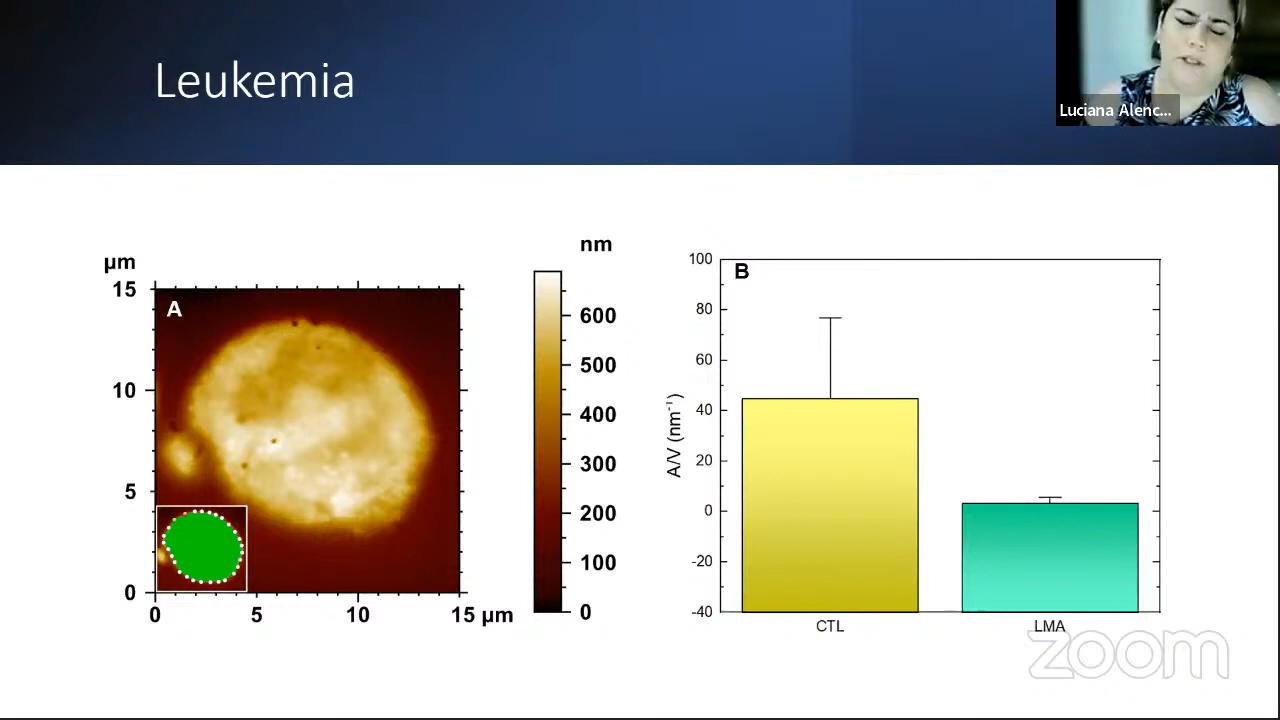 Leukemia
Luciana Alenc...
µm
15
10
5
0
0
5
10
15 µm
A
nm
600
500
400
300
200
100
0
B
A/V (nm⁻¹)
100
80
60
40
20
0
-20
-40
CTL
LMA
zoom